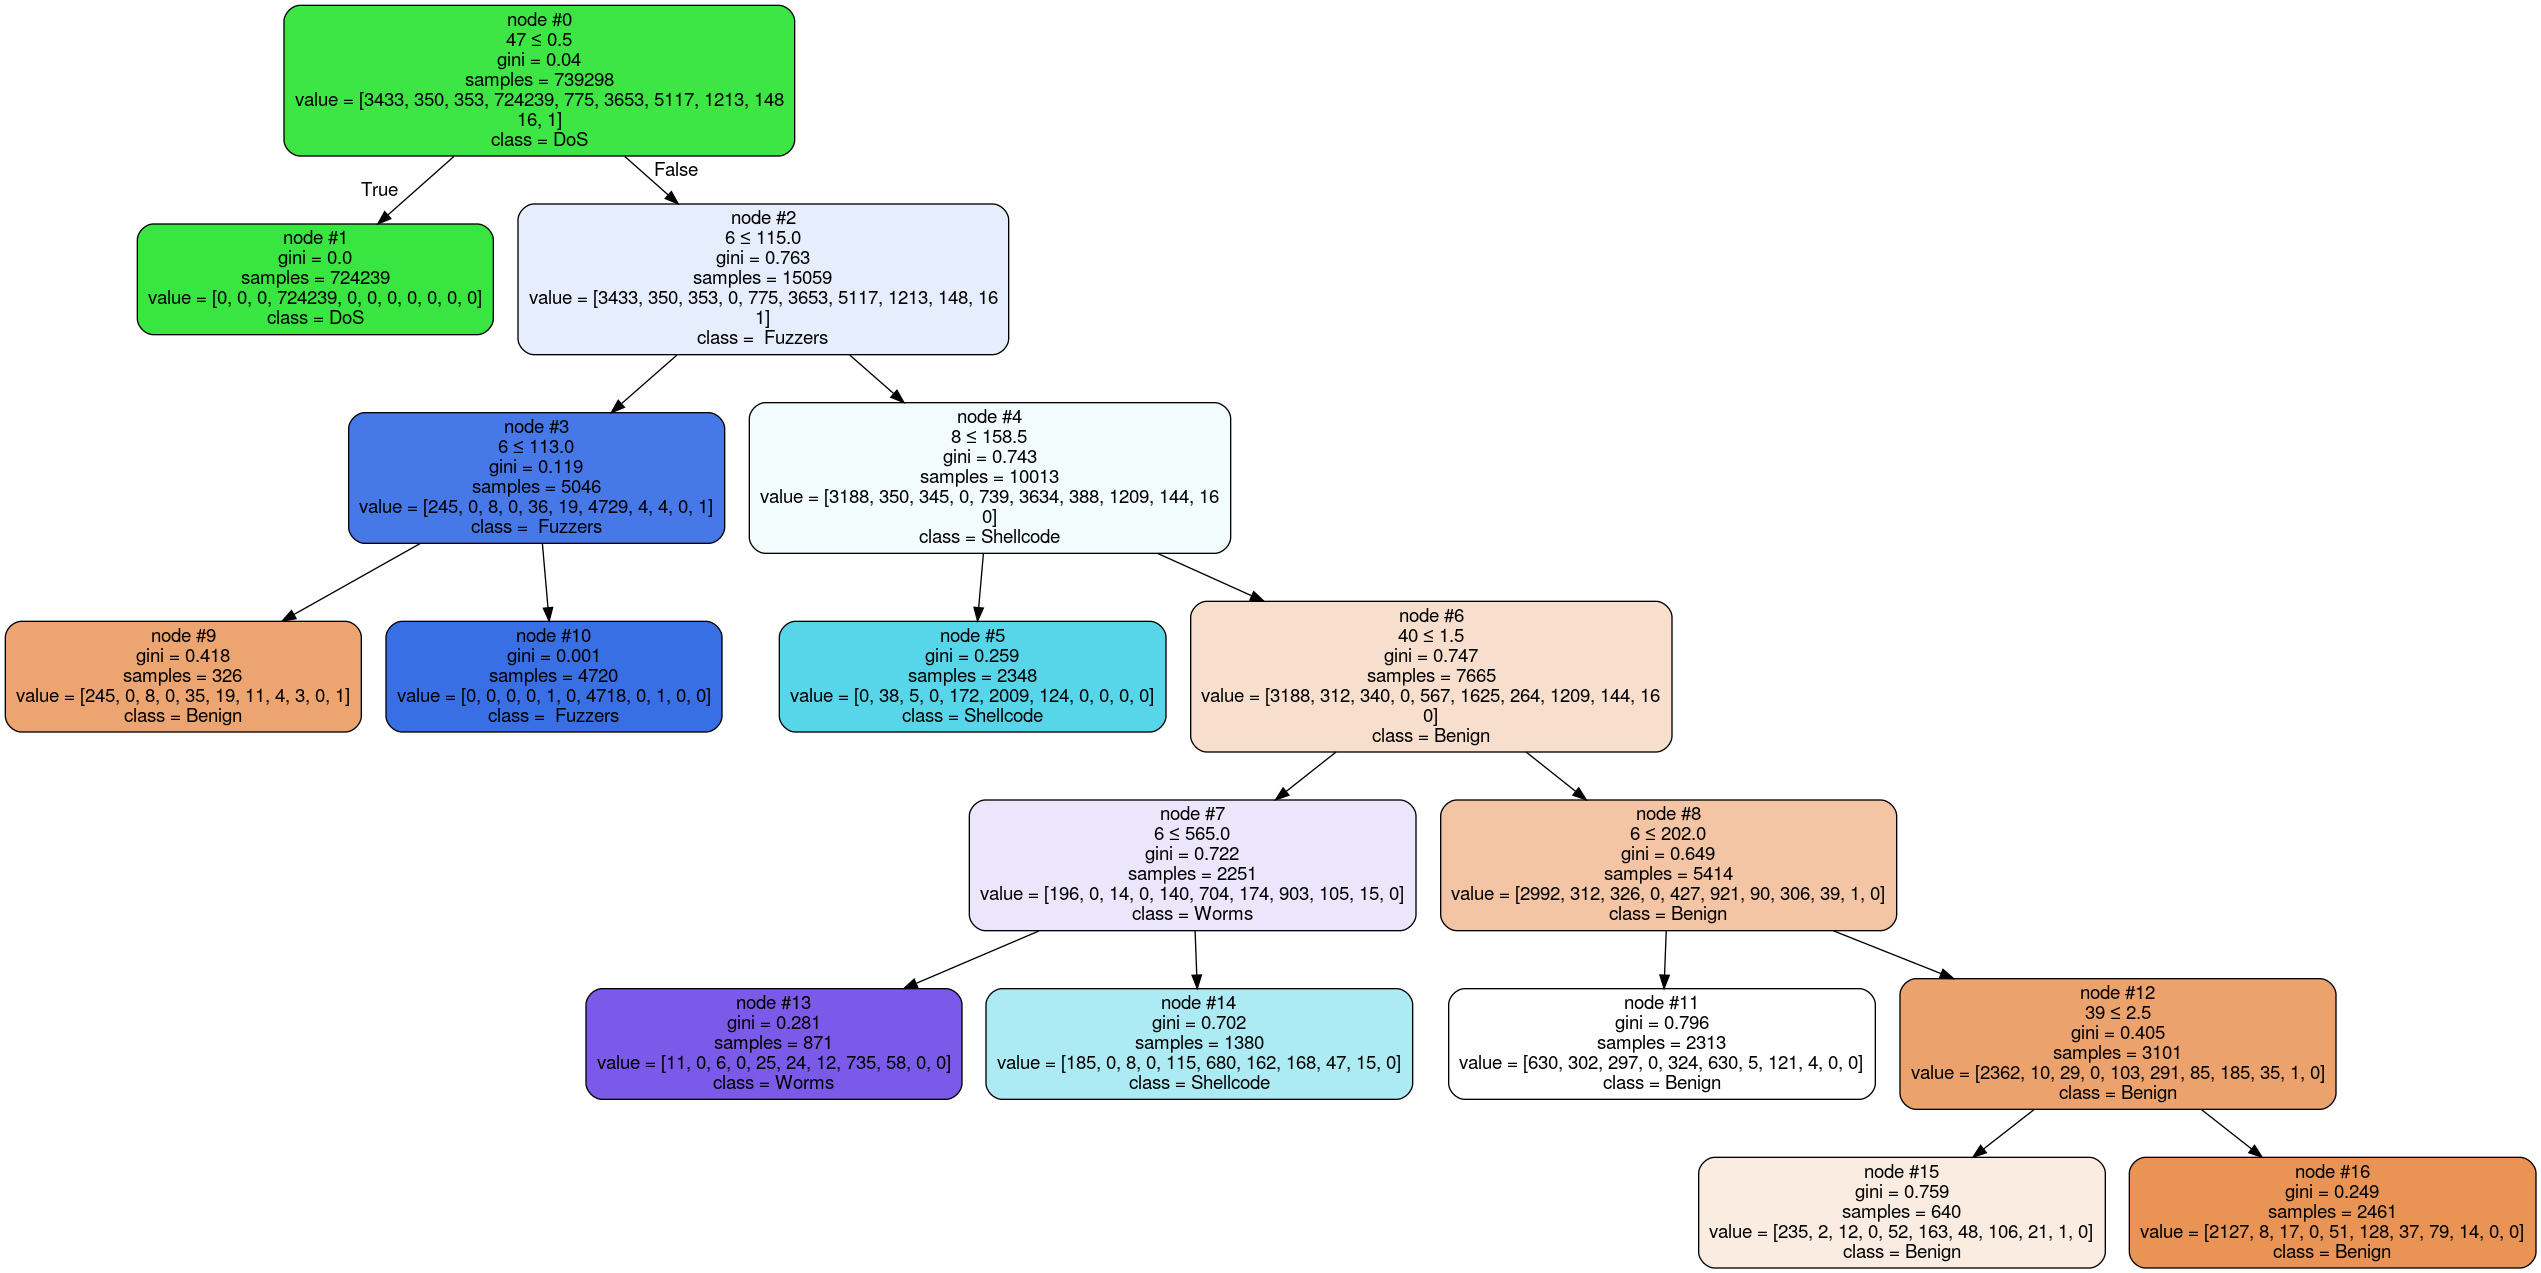 node #0
47 ≤ 0.5
gini = 0.04
samples = 739298
value = [3433, 350, 353, 724239, 775, 3653, 5117, 1213, 148
16, 1]
class = DoS
True
False
node #1
gini = 0.0
samples = 724239
value = [0, 0, 0, 724239, 0, 0, 0, 0, 0, 0, 0]
class = DoS
node #2
6 ≤ 115.0
gini = 0.763
samples = 15059
value = [3433, 350, 353, 0, 775, 3653, 5117, 1213, 148, 16
1]
class =  Fuzzers
node #3
6 ≤ 113.0
gini = 0.119
samples = 5046
value = [245, 0, 8, 0, 36, 19, 4729, 4, 4, 0, 1]
class =  Fuzzers
node #4
8 ≤ 158.5
gini = 0.743
samples = 10013
value = [3188, 350, 345, 0, 739, 3634, 388, 1209, 144, 16
0]
class = Shellcode
node #9
gini = 0.418
samples = 326
value = [245, 0, 8, 0, 35, 19, 11, 4, 3, 0, 1]
class = Benign
node #10
gini = 0.001
samples = 4720
value = [0, 0, 0, 0, 1, 0, 4718, 0, 1, 0, 0]
class =  Fuzzers
node #5
gini = 0.259
samples = 2348
value = [0, 38, 5, 0, 172, 2009, 124, 0, 0, 0, 0]
class = Shellcode
node #6
40 ≤ 1.5
gini = 0.747
samples = 7665
value = [3188, 312, 340, 0, 567, 1625, 264, 1209, 144, 16
0]
class = Benign
node #7
6 ≤ 565.0
gini = 0.722
samples = 2251
value = [196, 0, 14, 0, 140, 704, 174, 903, 105, 15, 0]
class = Worms
node #8
6 ≤ 202.0
gini = 0.649
samples = 5414
value = [2992, 312, 326, 0, 427, 921, 90, 306, 39, 1, 0]
class = Benign
node #13
gini = 0.281
samples = 871
value = [11, 0, 6, 0, 25, 24, 12, 735, 58, 0, 0]
class = Worms
node #14
gini = 0.702
samples = 1380
value = [185, 0, 8, 0, 115, 680, 162, 168, 47, 15, 0]
class = Shellcode
node #11
gini = 0.796
samples = 2313
value = [630, 302, 297, 0, 324, 630, 5, 121, 4, 0, 0]
class = Benign
node #12
39 ≤ 2.5
gini = 0.405
samples = 3101
value = [2362, 10, 29, 0, 103, 291, 85, 185, 35, 1, 0]
class = Benign
node #15
gini = 0.759
samples = 640
value = [235, 2, 12, 0, 52, 163, 48, 106, 21, 1, 0]
class = Benign
node #16
gini = 0.249
samples = 2461
value = [2127, 8, 17, 0, 51, 128, 37, 79, 14, 0, 0]
class = Benign